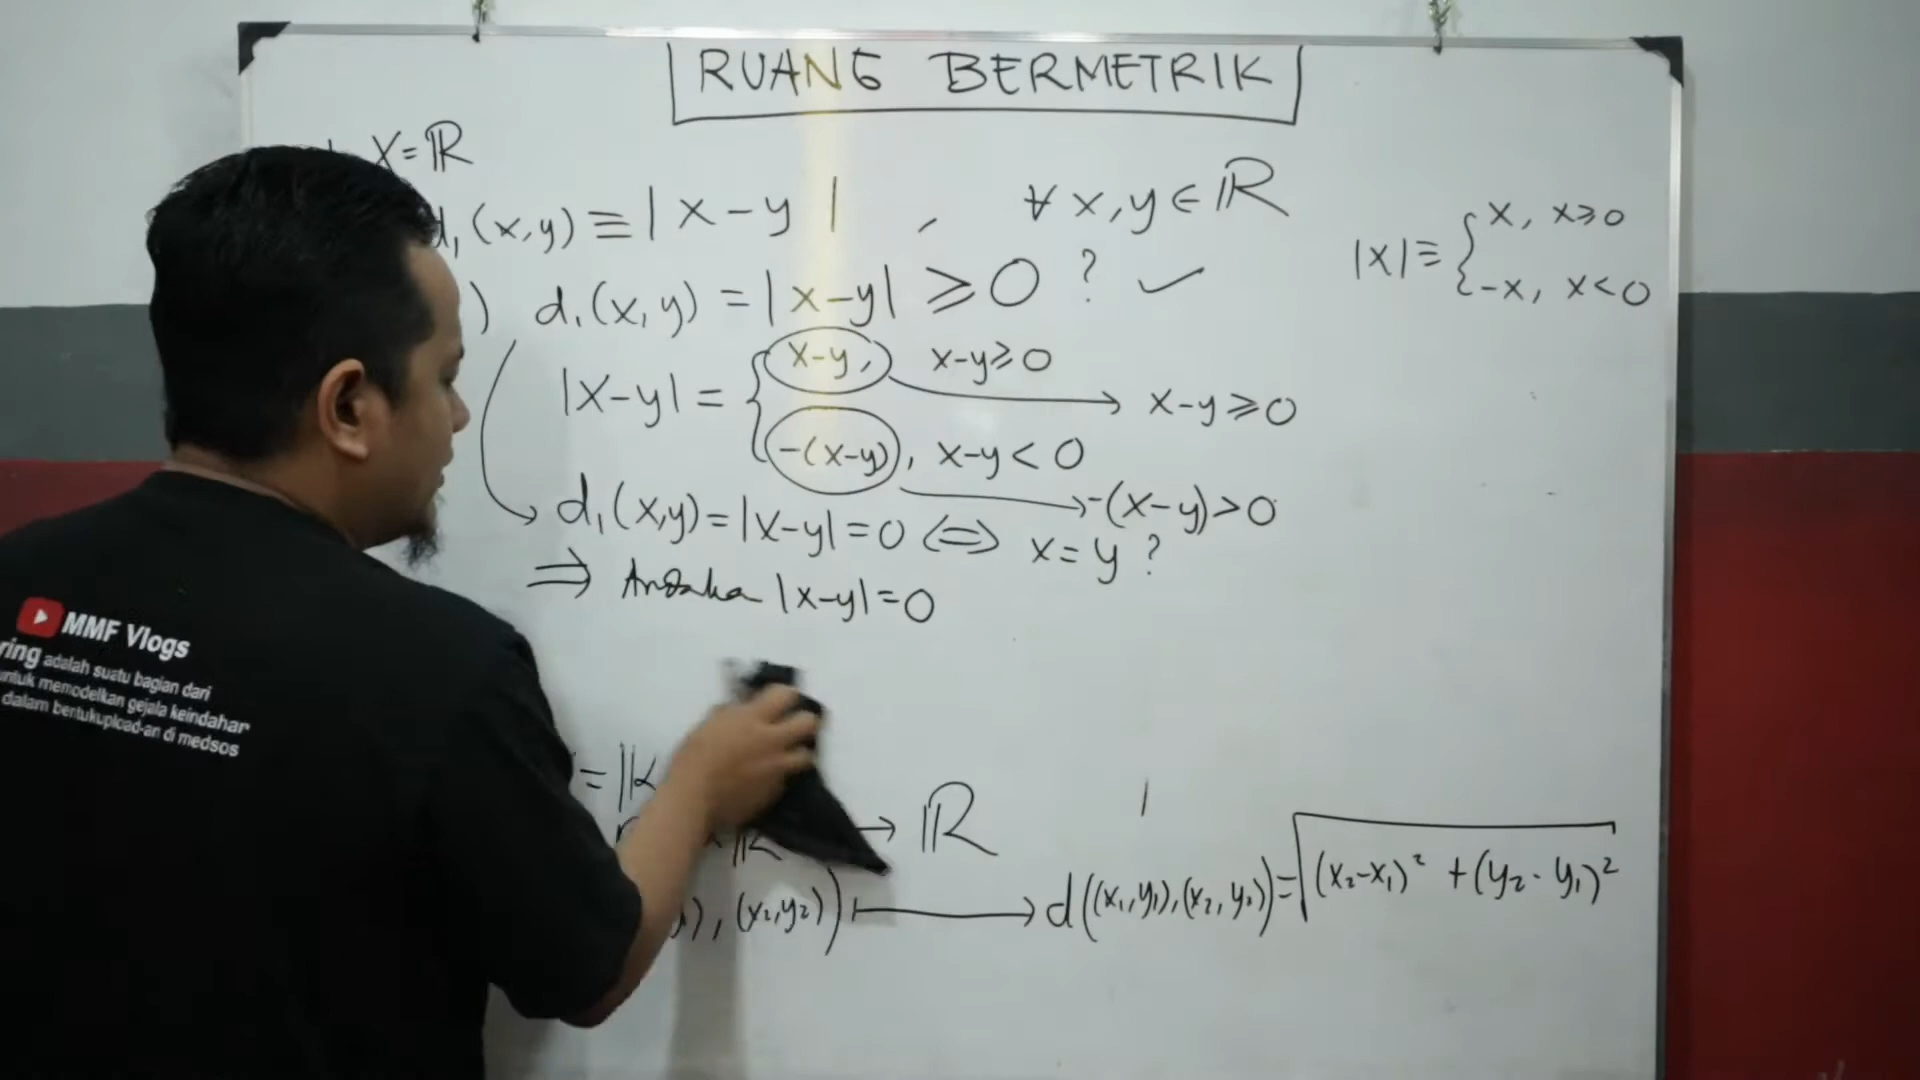 RUANG BERMETRIK
X = ℝ
d₁(x,y) ≡ |x-y| , ∀ x,y ∈ ℝ
) d₁(x,y) = |x-y| ≥ 0 ? ✓
|x-y| = { x-y, x-y ≥ 0 → x-y ≥ 0
-(x-y), x-y < 0 → -(x-y) > 0
d₁(x,y) = |x-y| = 0 ⇔ x = y ?
⇒ Andaika |x-y| = 0
|x| ≡ { x, x ≥ 0
-x, x < 0
= ℝ
× ℝ → ℝ
), (x₂,y₂)) ↦ d((x₁,y₁),(x₂,y₂)) = √((x₂-x₁)² + (y₂-y₁)²)
MMF Vlogs
ring adalah suatu bagian dari
untuk memodelkan gejala keindahan
dalam bentukupload-an di medsos